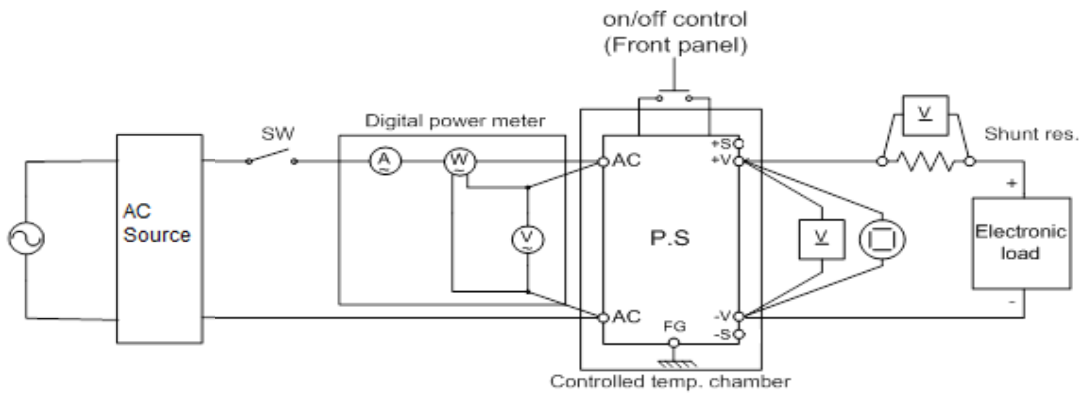 on/off control
(Front panel)
SW
Digital power meter
A
W
V
AC
Source
AC
AC
P.S
FG
+S
+V
-V
-S
V
V
Shunt res.
+
Electronic
load
-
Controlled temp. chamber